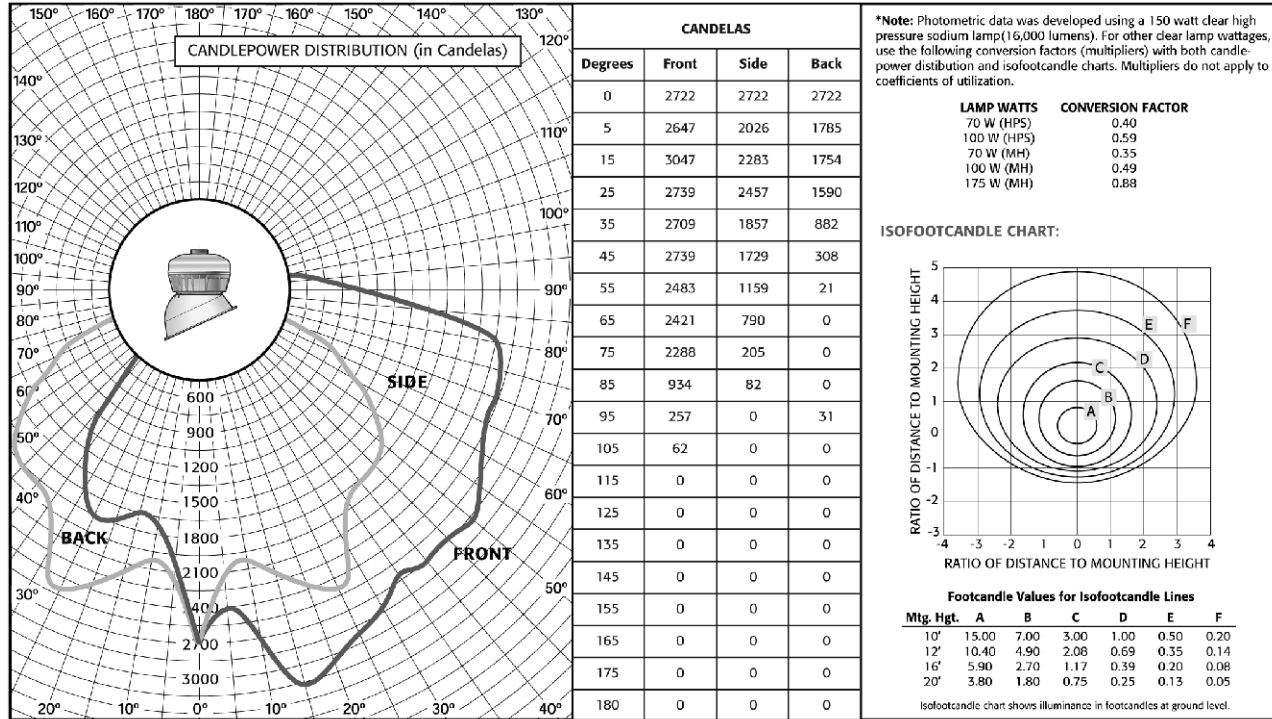 150° 160° 170° 180° 170° 160° 150° 140° 130°
CANDLEPOWER DISTRIBUTION (in Candelas)
120°
140°
110°
130°
120°
100°
110°
100°
90°
90°
80°
80°
70°
70°
60°
60°
50°
50°
40°
30°
600
900
1200
1500
1800
2100
2400
2700
3000
SIDE
BACK
FRONT
20° 10° 0° 10° 20° 30° 40°
CANDELAS
Degrees Front Side Back
0 2722 2722 2722
5 2647 2026 1785
15 3047 2283 1754
25 2739 2457 1590
35 2709 1857 882
45 2739 1729 308
55 2483 1159 21
65 2421 790 0
75 2288 205 0
85 934 82 0
95 257 0 31
105 62 0 0
115 0 0 0
125 0 0 0
135 0 0 0
145 0 0 0
155 0 0 0
165 0 0 0
175 0 0 0
180 0 0 0
*Note: Photometric data was developed using a 150 watt clear high
pressure sodium lamp(16,000 lumens). For other clear lamp wattages,
use the following conversion factors (multipliers) with both candle-
power distibution and isofootcandle charts. Multipliers do not apply to
coefficients of utilization.
LAMP WATTS CONVERSION FACTOR
70 W (HPS) 0.40
100 W (HPS) 0.59
70 W (MH) 0.35
100 W (MH) 0.49
175 W (MH) 0.88
ISOFOOTCANDLE CHART:
RATIO OF DISTANCE TO MOUNTING HEIGHT
5
4
3
2
1
0
-1
-2
-3
A
B
C
D
E
F
-4 -3 -2 1 0 1 2 3 4
RATIO OF DISTANCE TO MOUNTING HEIGHT
Footcandle Values for Isofootcandle Lines
Mtg. Hgt. A B C D E F
10' 15.00 7.00 3.00 1.00 0.50 0.20
12' 10.40 4.90 2.08 0.69 0.35 0.14
16' 5.90 2.70 1.17 0.39 0.20 0.08
20' 3.80 1.80 0.75 0.25 0.13 0.05
Isofootcandle chart shows illuminance in footcandles at ground level.